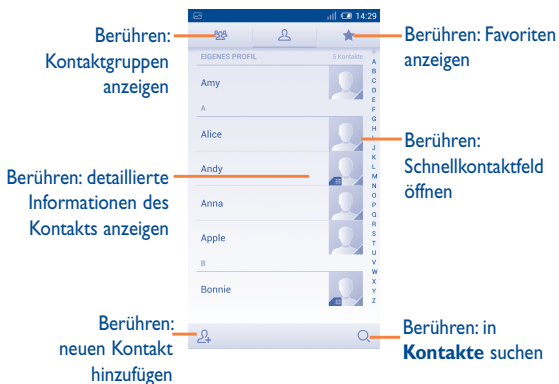 14:29
Berühren:
Kontaktgruppen
anzeigen
Berühren: Favoriten
anzeigen
EIGENES PROFIL 5 Kontakte
Amy
A
Alice
Andy
Anna
Apple
B
Bonnie
A
B
C
D
E
F
G
H
I
J
K
L
M
N
O
P
Q
R
S
T
U
V
W
X
Y
Z
Berühren:
Schnellkontaktfeld
öffnen
Berühren: detaillierte
Informationen des
Kontakts anzeigen
Berühren:
neuen Kontakt
hinzufügen
Berühren: in
Kontakte suchen